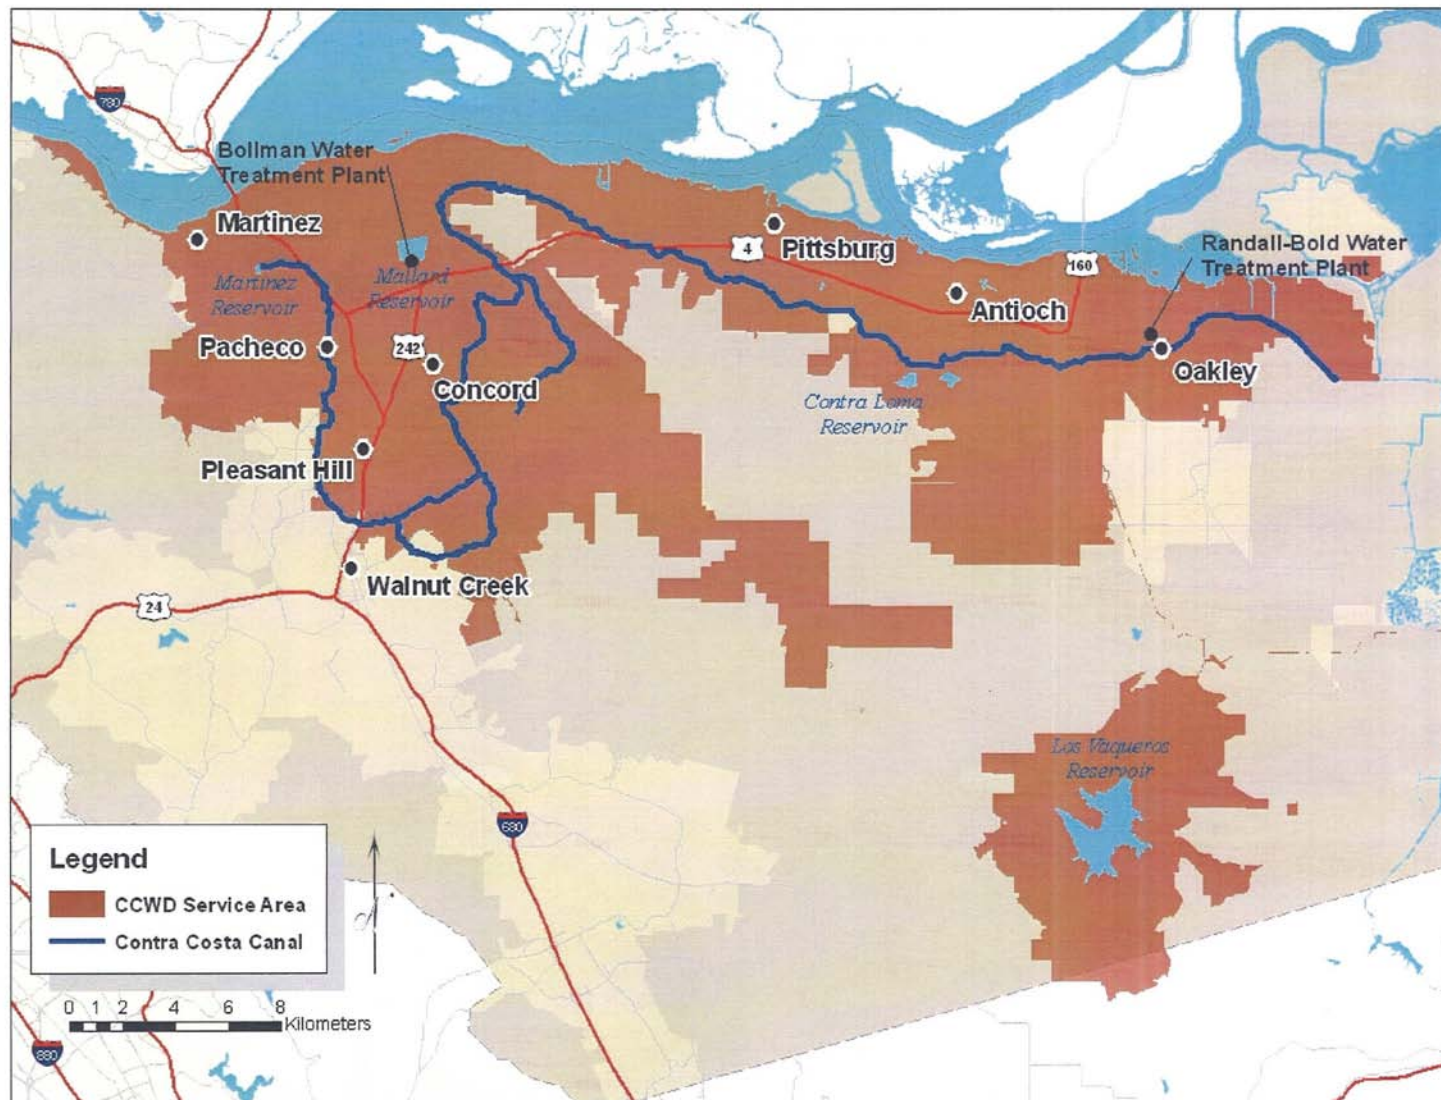 780
Bollman Water
Treatment Plant
Martinez
Martinez
Reservoir
Mallard
Reservoir
Pittsburg
4
160
Randall-Bold Water
Treatment Plant
Antioch
Pacheco
242
Concord
Oakley
Contra Loma
Reservoir
Pleasant Hill
Walnut Creek
24
Los Vaqueros
Reservoir
680
Legend
CCWD Service Area
Contra Costa Canal
0 1 2 4 6 8
Kilometers
880